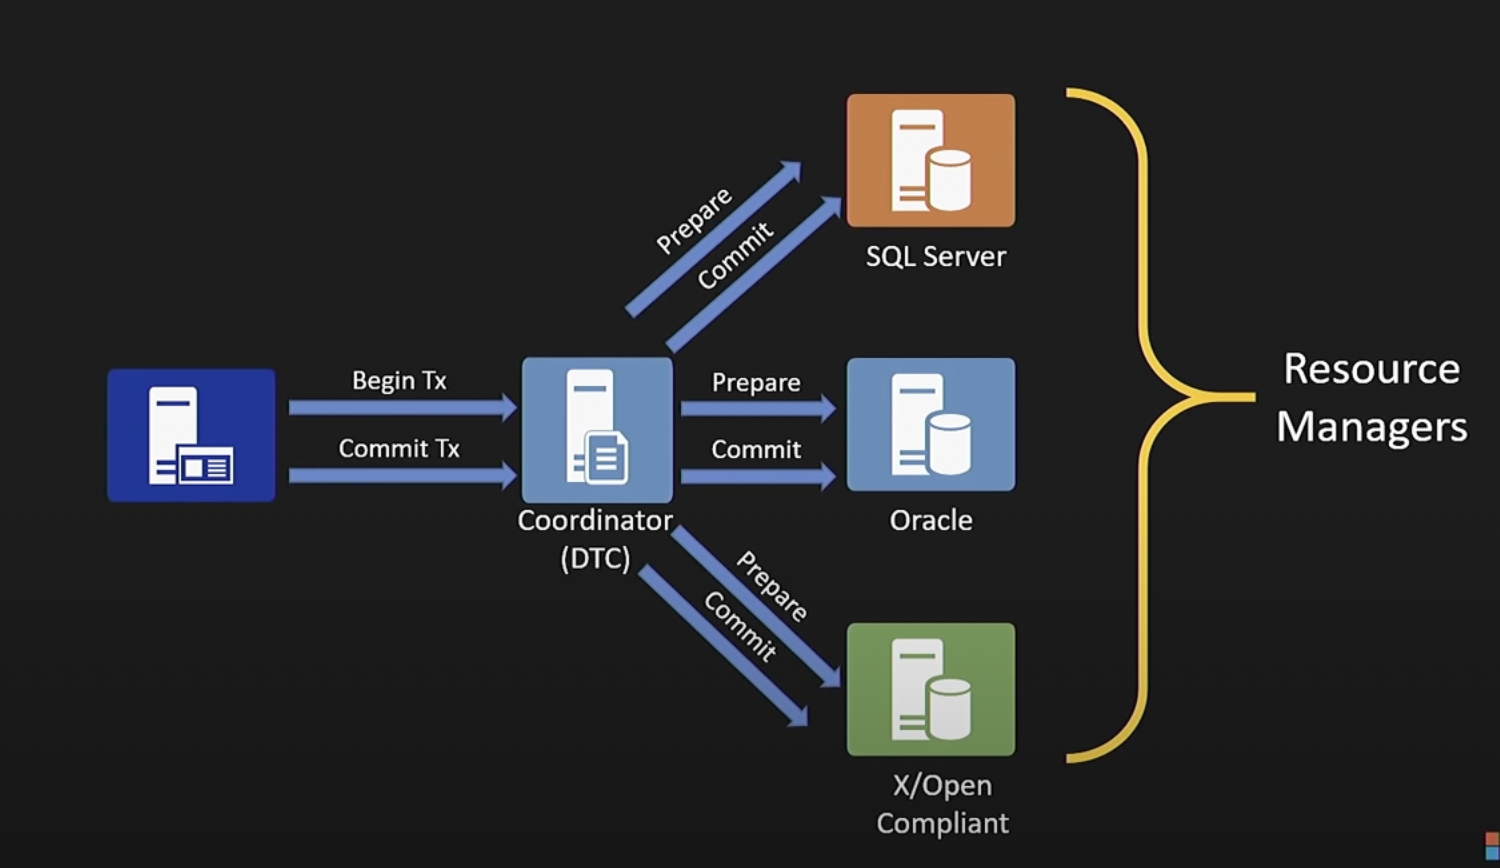 Prepare
Commit
SQL Server
Begin Tx
Commit Tx
Coordinator
(DTC)
Prepare
Commit
Oracle
Resource
Managers
Prepare
Commit
X/Open
Compliant